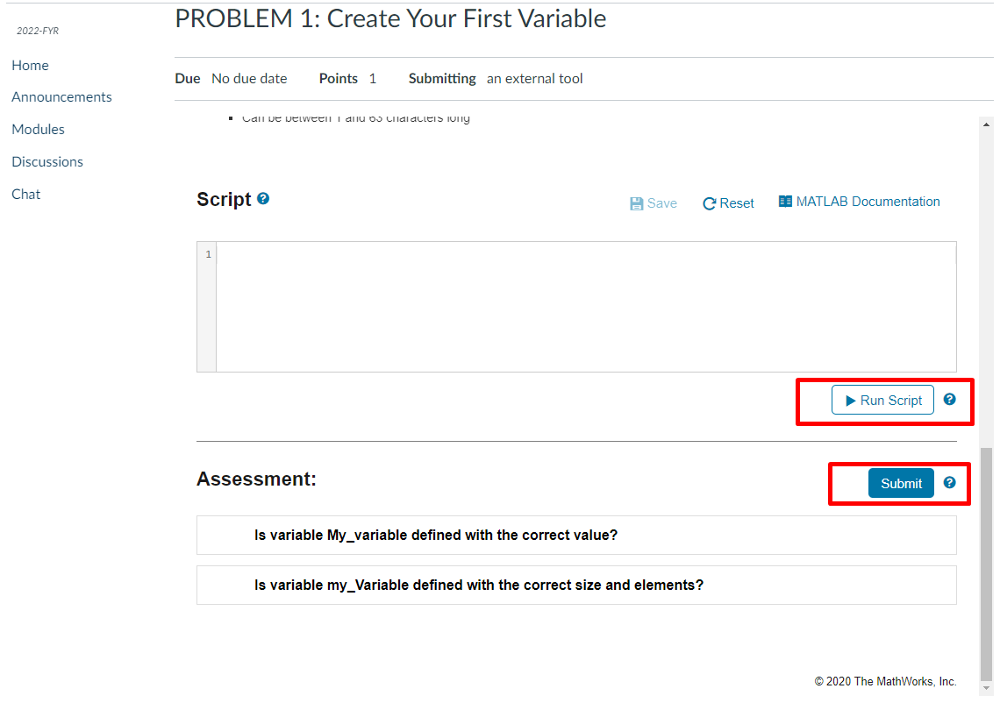 PROBLEM 1: Create Your First Variable
2022-FYR
Home
Announcements
Modules
Discussions
Chat
Due No due date Points 1 Submitting an external tool
Can be between 1 and 63 characters long
Script
Save Reset MATLAB Documentation
1
Run Script
Assessment:
Submit
Is variable My_variable defined with the correct value?
Is variable my_Variable defined with the correct size and elements?
© 2020 The MathWorks, Inc.